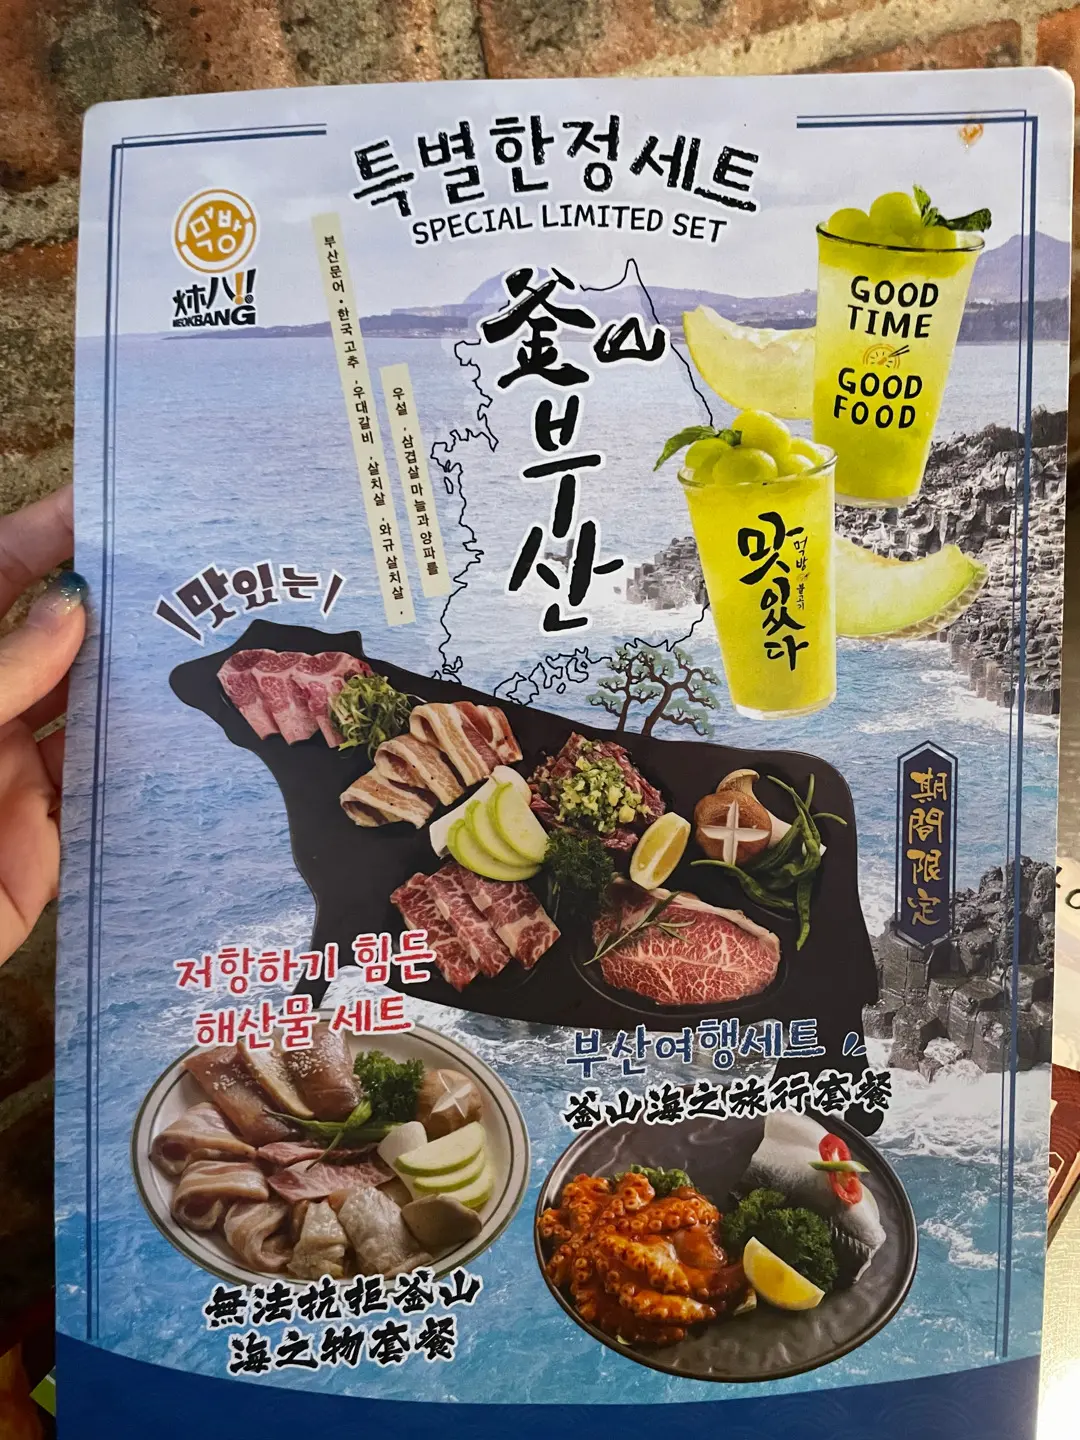 특별한정세트
SPECIAL LIMITED SET
먹방
炑八!!
MEOKBANG
釜山
부산
부산문어·한국고추 ,우대갈비 ,살치살 ,와규살치살 ,
우설 ,삼겹살마늘과양파를
GOOD
TIME
GOOD
FOOD
맛있다
먹방
불고기
맛있는
期間限定
저항하기 힘든
해산물 세트
부산여행세트
釜山海之旅行套餐
無法抗拒釜山
海之物套餐